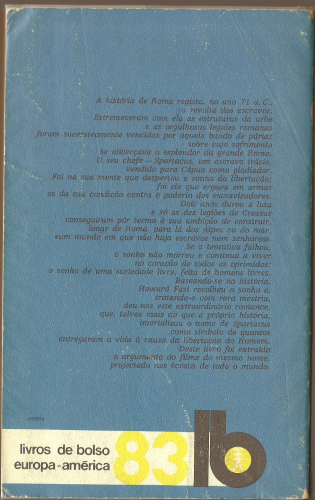 A história de Roma regista, no ano 71 a. C.,
a revolta dos escravos.
Estremeceram com ela as estruturas da urbe
e as orgulhosas legiões romanas
foram sucessivamente vencidas por aquele bando de párias
sobre cujo sofrimento
se alicerçava o esplendor da grande Roma.
O seu chefe — Spartacus, um escravo trácio,
vendido para Cápua como gladiador.
Foi na sua mente que despertou o sonho da libertação;
foi ele que ergueu em armas
os da sua condição contra o poderio dos escravizadores.
Dois anos durou a luta
e só as dez legiões de Crassus
conseguiram pôr termo à sua ambição de construir,
longe de Roma, para lá dos Alpes ou do mar,
«um mundo em que não haja escravos nem senhores».
Se a tentativa falhou,
o sonho não morreu e continua a viver
no coração de todos os oprimidos:
o sonho de uma sociedade livre, feita de homens livres.
Baseando-se na história,
Howard Fast recolheu o sonho e,
tratando-o com rara mestria,
deu-nos este extraordinário romance,
que, talvez mais do que a própria história,
imortalizou o nome de Spartacus
como símbolo de quantos
entregaram a vida à causa da libertação do Homem.
Deste livro foi extraído
o argumento do filme do mesmo nome,
projectado nos écrans de todo o mundo.
livros de bolso
europa-américa
83
lb